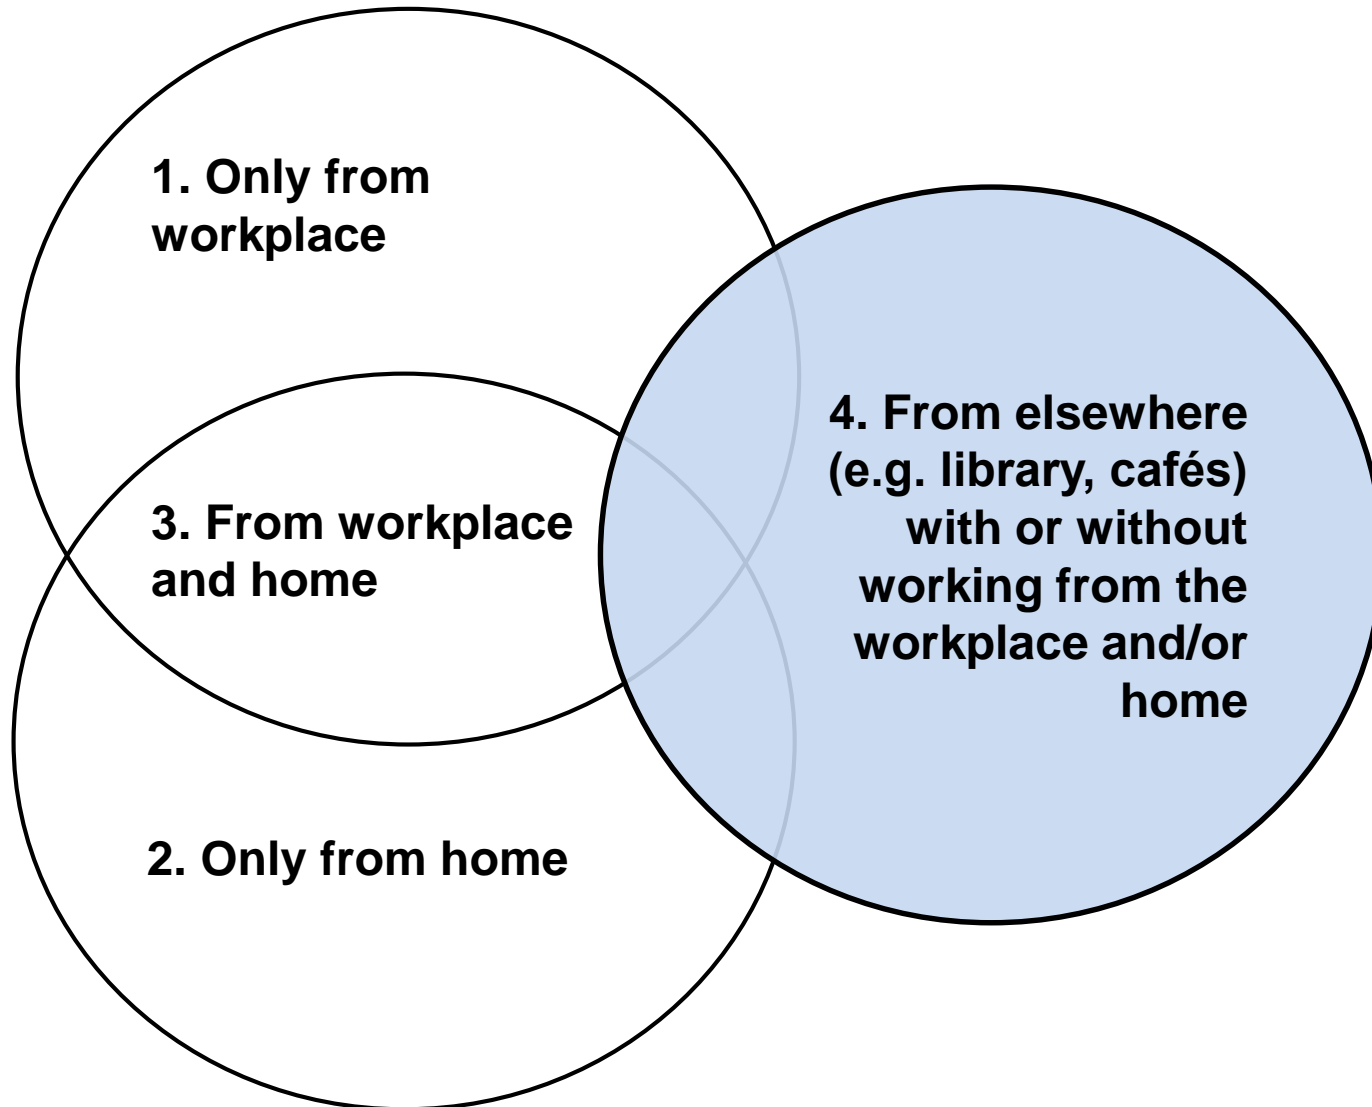 1. Only from
workplace
3. From workplace
and home
2. Only from home
4. From elsewhere
(e.g. library, cafés)
with or without
working from the
workplace and/or
home